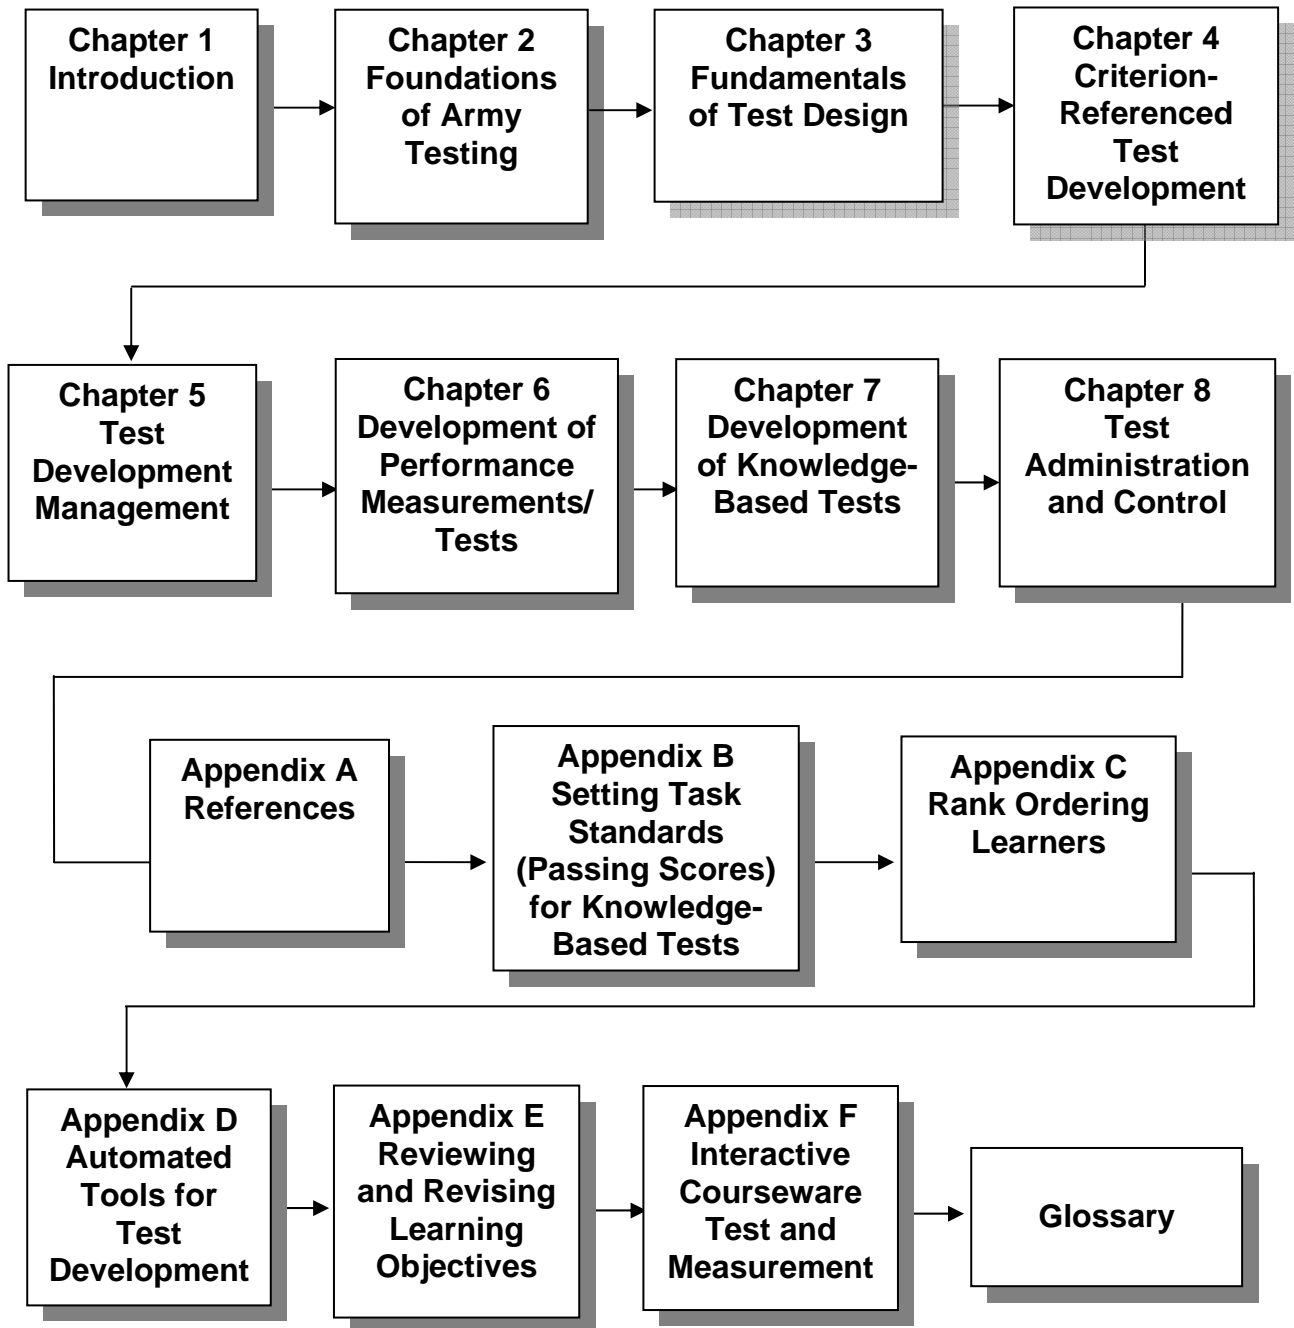 Chapter 1
Introduction
Chapter 2
Foundations
of Army
Testing
Chapter 3
Fundamentals
of Test Design
Chapter 4
Criterion-
Referenced
Test
Development
Chapter 5
Test
Development
Management
Chapter 6
Development of
Performance
Measurements/
Tests
Chapter 7
Development
of Knowledge-
Based Tests
Chapter 8
Test
Administration
and Control
Appendix A
References
Appendix B
Setting Task
Standards
(Passing Scores)
for Knowledge-
Based Tests
Appendix C
Rank Ordering
Learners
Appendix D
Automated
Tools for
Test
Development
Appendix E
Reviewing
and Revising
Learning
Objectives
Appendix F
Interactive
Courseware
Test and
Measurement
Glossary